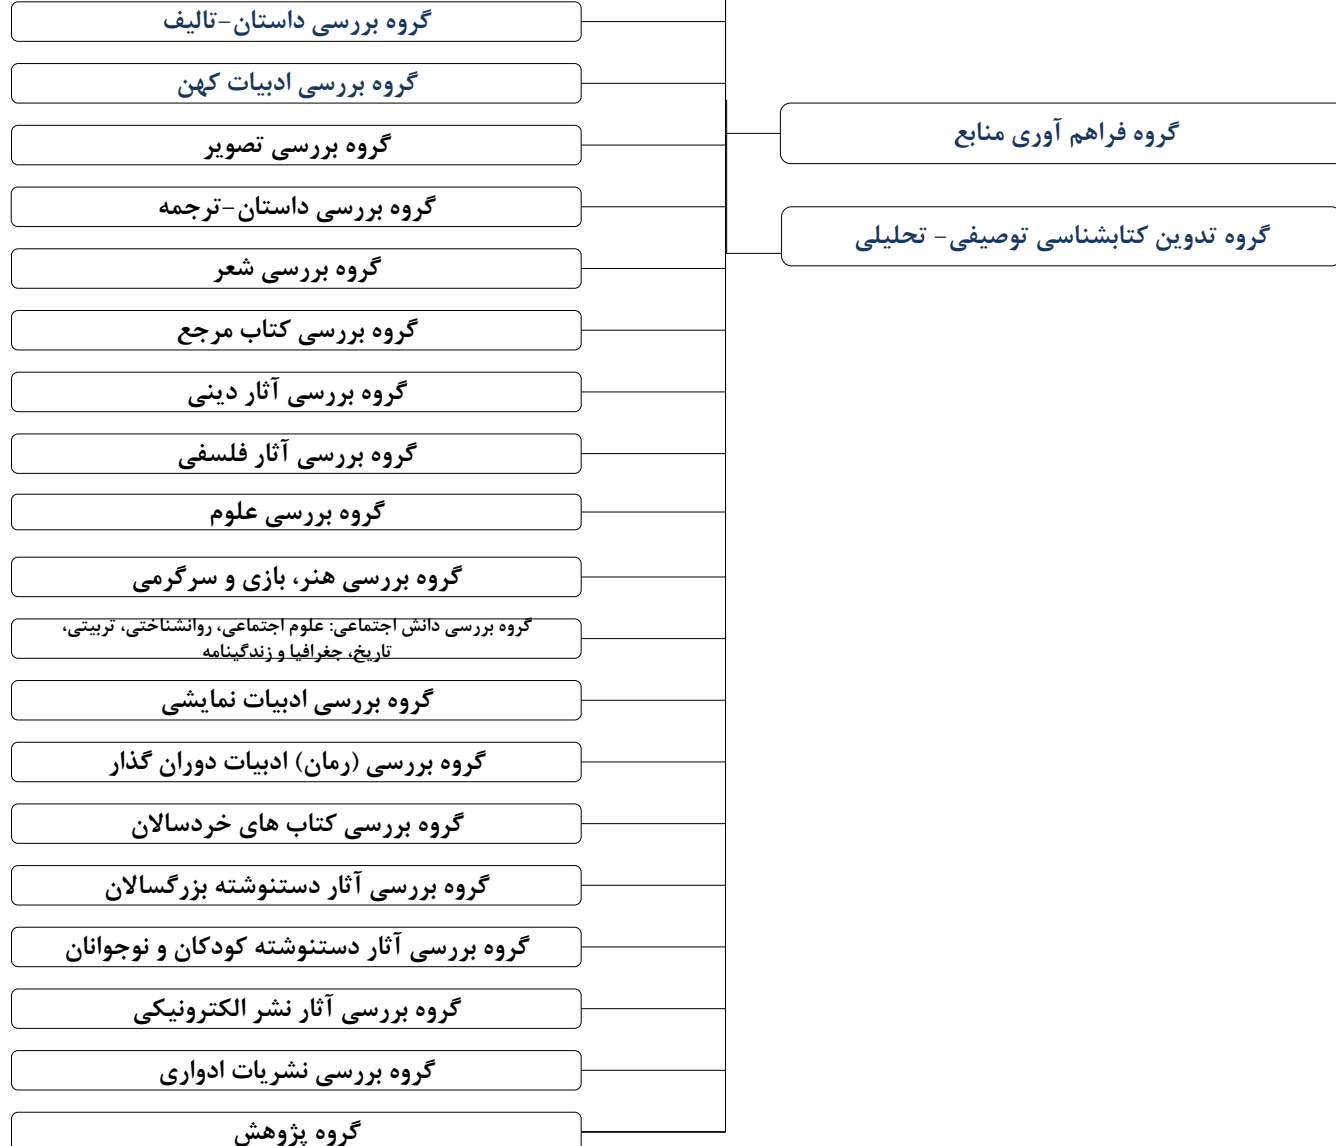 گروه فراهم آوری منابع
گروه تدوین کتابشناسی توصیفی- تحلیلی
گروه بررسی داستان-تالیف
گروه بررسی ادبیات کهن
گروه بررسی تصویر
گروه بررسی داستان-ترجمه
گروه بررسی شعر
گروه بررسی کتاب مرجع
گروه بررسی آثار دینی
گروه بررسی آثار فلسفی
گروه بررسی علوم
گروه بررسی هنر، بازی و سرگرمی
گروه بررسی دانش اجتماعی: علوم اجتماعی، روانشناختی، تربیتی،
تاریخ، جغرافیا و زندگینامه
گروه بررسی ادبیات نمایشی
گروه بررسی (رمان) ادبیات دوران گذار
گروه بررسی کتاب های خردسالان
گروه بررسی آثار دستنوشته بزرگسالان
گروه بررسی آثار دستنوشته کودکان و نوجوانان
گروه بررسی آثار نشر الکترونیکی
گروه بررسی نشریات ادواری
گروه پژوهش